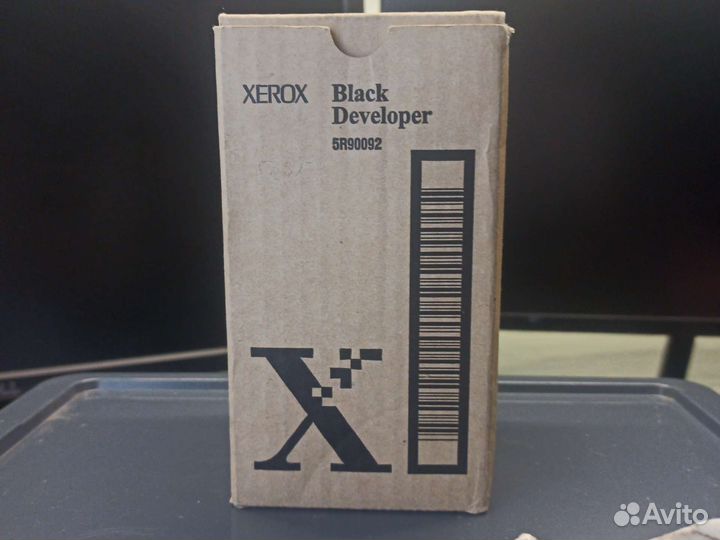 XEROX
Black
Developer
5R90092
X
Avito